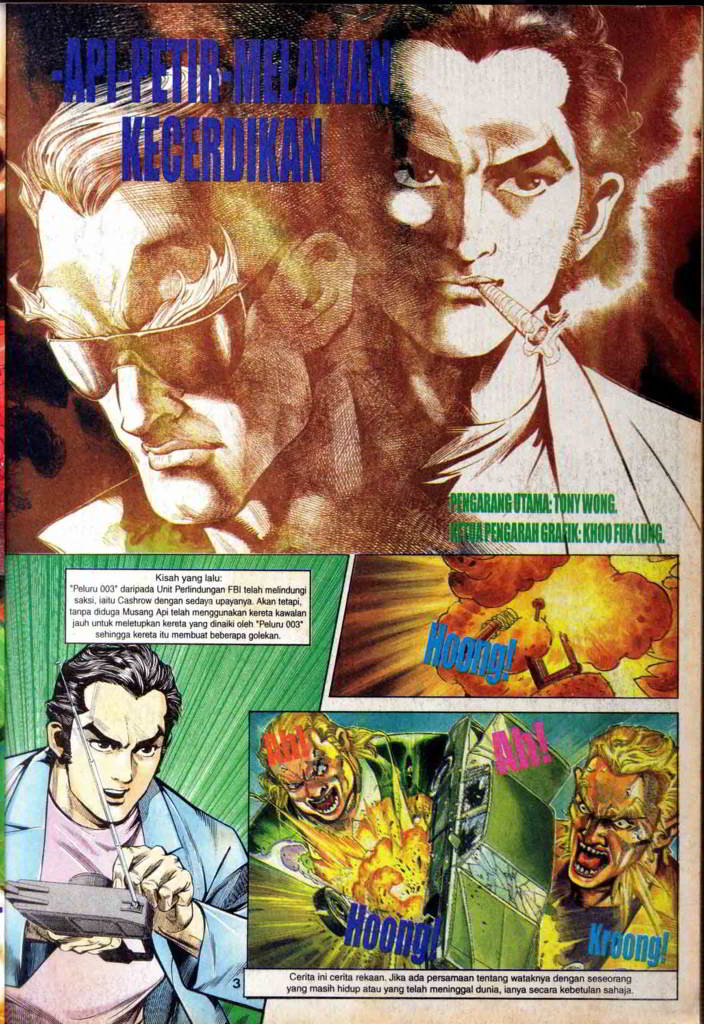 -API-PETIR-MELAWAN
KECERDIKAN
PENGARANG UTAMA: TONY WONG.
KETUA PENGARAH GRAFIK: KHOO FUK LUNG.
Kisah yang lalu:
"Peluru 003" daripada Unit Perlindungan FBI telah melindungi
saksi, iaitu Cashrow dengan sedaya upayanya. Akan tetapi,
tanpa diduga Musang Api telah menggunakan kereta kawalan
jauh untuk meletupkan kereta yang dinaiki oleh "Peluru 003"
sehingga kereta itu membuat beberapa golekan.
Hoong!
Ah!
Ah!
Hoong!
Kroong!
3
Cerita ini cerita rekaan. Jika ada persamaan tentang wataknya dengan seseorang
yang masih hidup atau yang telah meninggal dunia, ianya secara kebetulan sahaja.